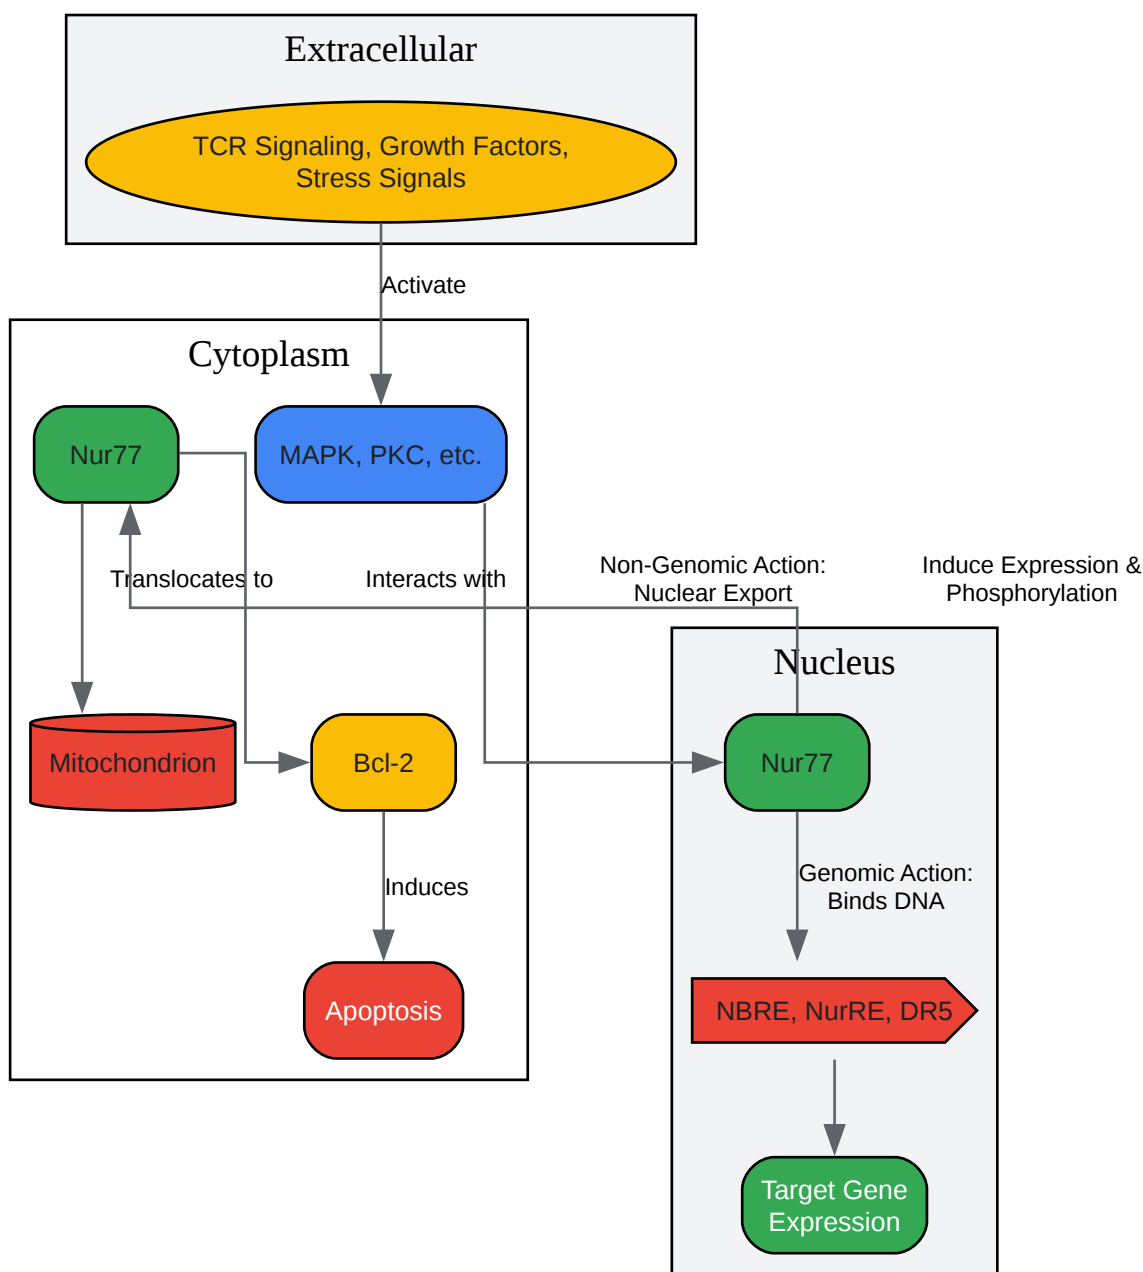 Extracellular
TCR Signaling, Growth Factors,
Stress Signals
Activate
Cytoplasm
Nur77
MAPK, PKC, etc.
Translocates to
Interacts with
Non-Genomic Action:
Nuclear Export
Induce Expression &
Phosphorylation
Nucleus
Mitochondrion
Bcl-2
Nur77
Induces
Genomic Action:
Binds DNA
Apoptosis
NBRE, NurRE, DR5
Target Gene
Expression